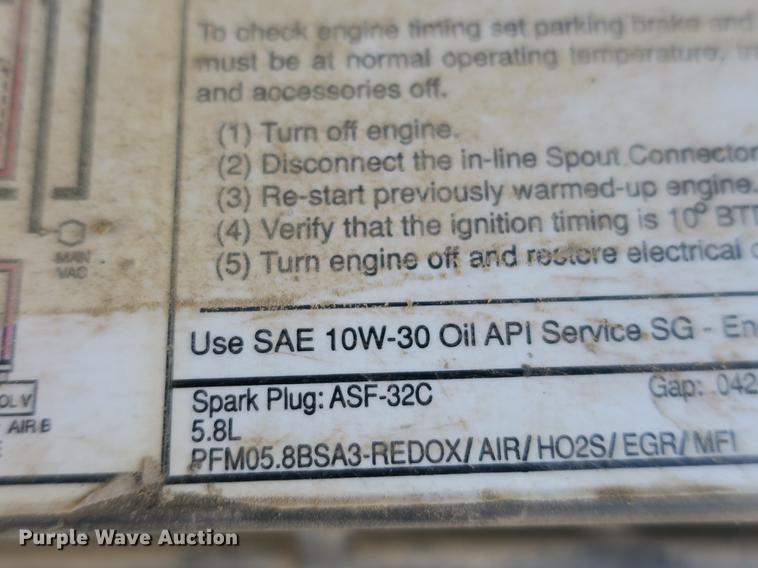 To check engine timing set parking brake and
must be at normal operating temperature,
and accessories off.
(1) Turn off engine.
(2) Disconnect the in-line Spout Connector
(3) Re-start previously warmed-up engine.
(4) Verify that the ignition timing is 10° BT
(5) Turn engine off and restore electrical
MAN
VAC
Use SAE 10W-30 Oil API Service SG - En
Spark Plug: ASF-32C Gap: .042
5.8L
PFM05.8BSA3-REDOX/AIR/HO2S/EGR/MFI
OL V
AIR B
Purple Wave Auction